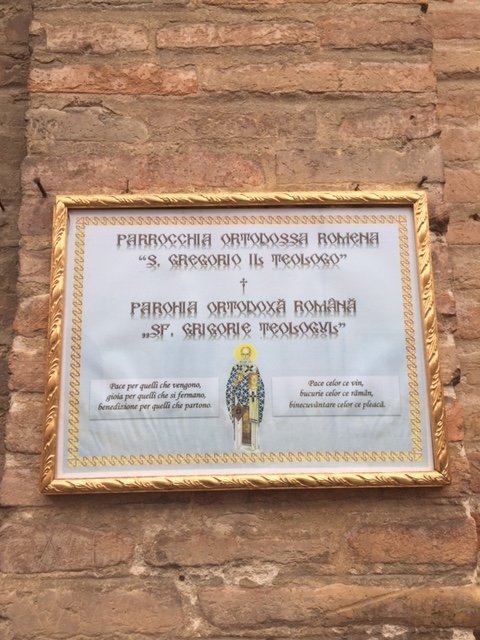 PARROCCHIA ORTODOSSA ROMENA
"S. GREGORIO IL TEOLOGO"
†
PAROHIA ORTODOXĂ ROMÂNĂ
„SF. GRIGORIE TEOLOGUL"
Pace per quelli che vengono,
gioia per quelli che si fermano,
benedizione per quelli che partono.
Pace celor ce vin,
bucurie celor ce rămân,
binecuvântare celor ce pleacă.